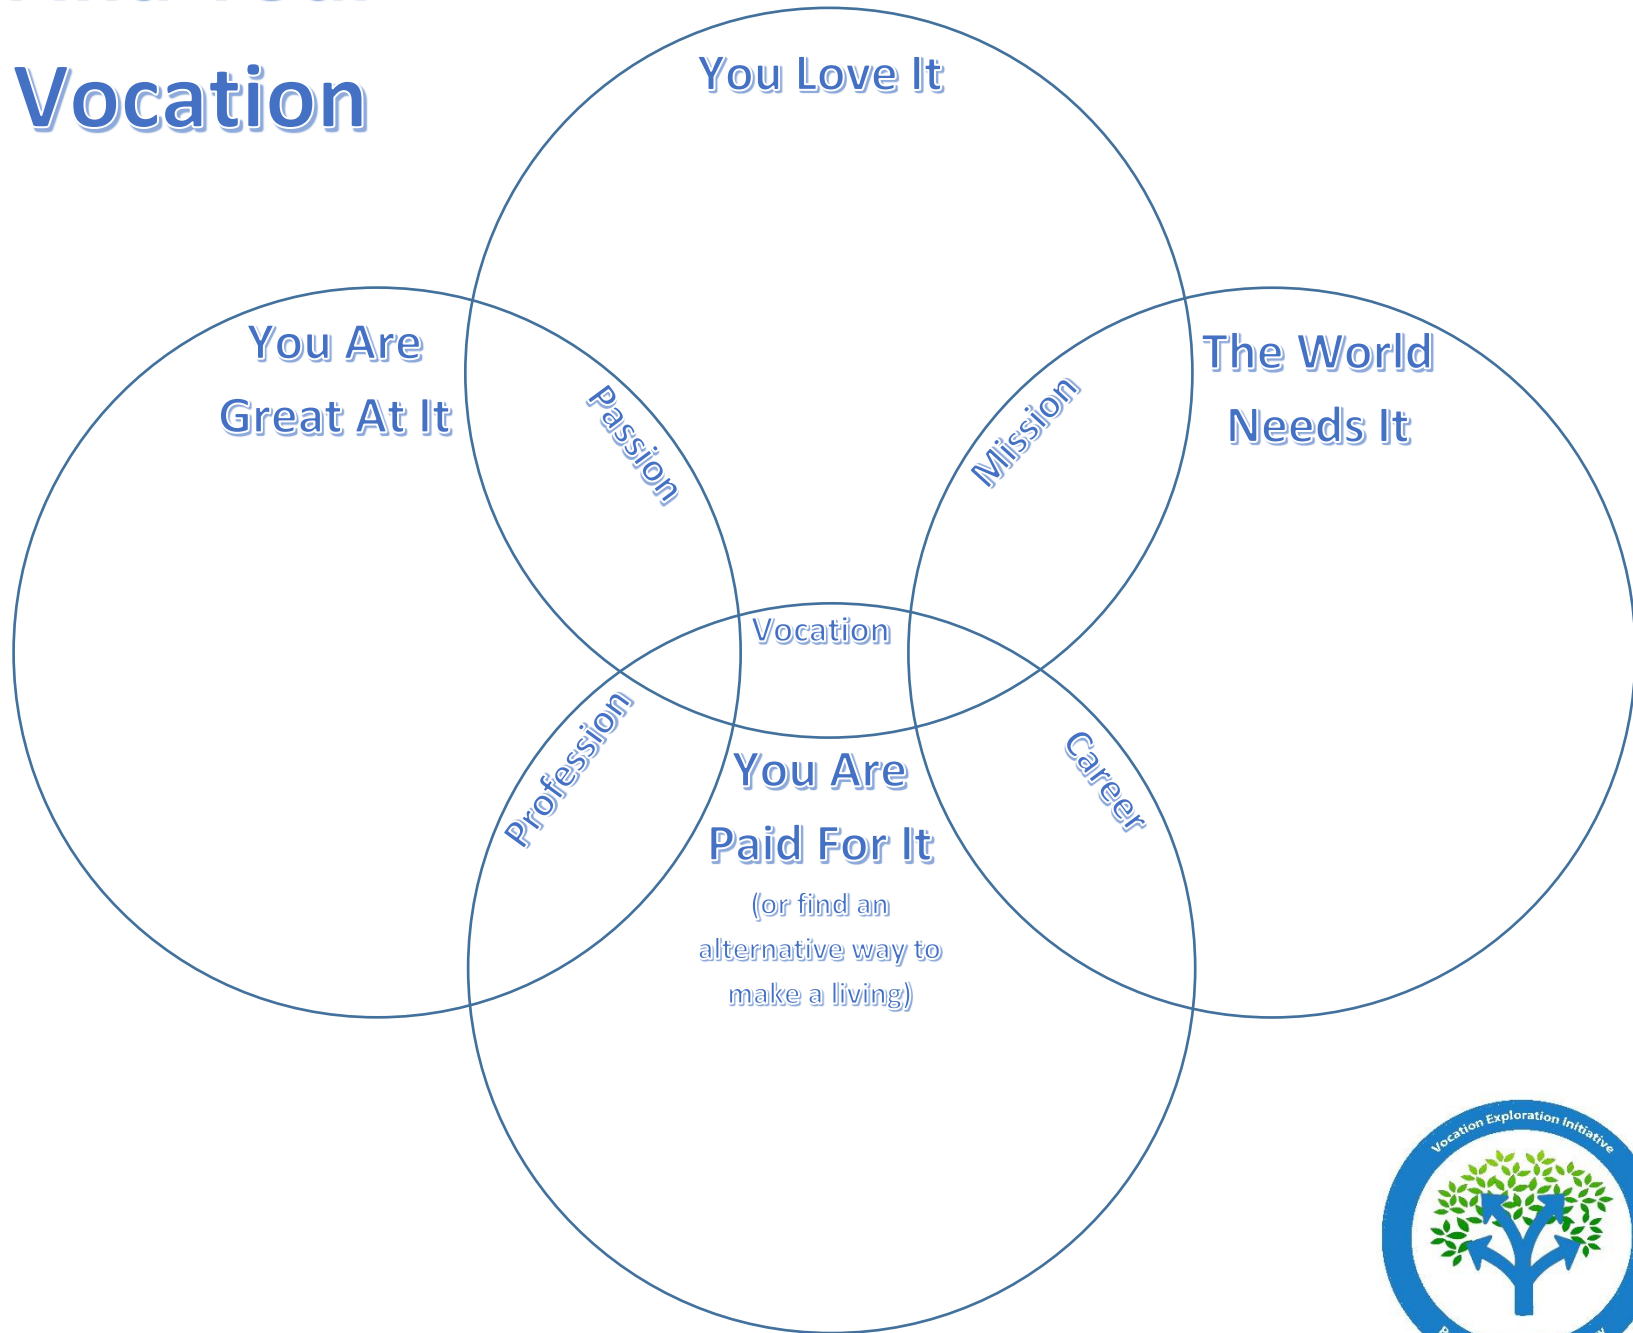 Vocation
You Love It
You Are
Great At It
The World
Needs It
Passion
Mission
Vocation
Profession
Career
You Are
Paid For It
(or find an
alternative way to
make a living)
Vocation Exploration Initiative